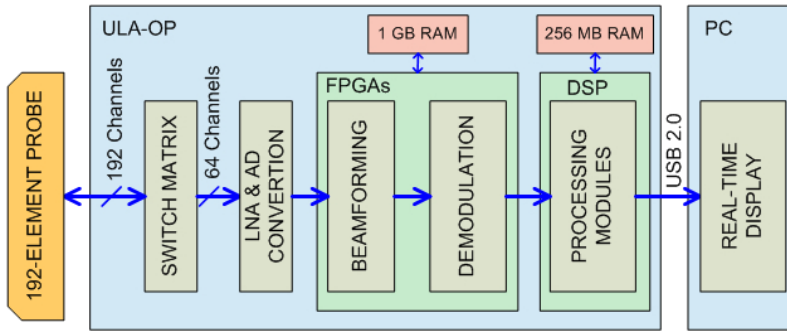 ULA-OP
1 GB RAM
256 MB RAM
PC
FPGAs
DSP
192-ELEMENT PROBE
192 Channels
SWITCH MATRIX
64 Channels
LNA & AD
CONVERTION
BEAMFORMING
DEMODULATION
PROCESSING
MODULES
USB 2.0
REAL-TIME
DISPLAY